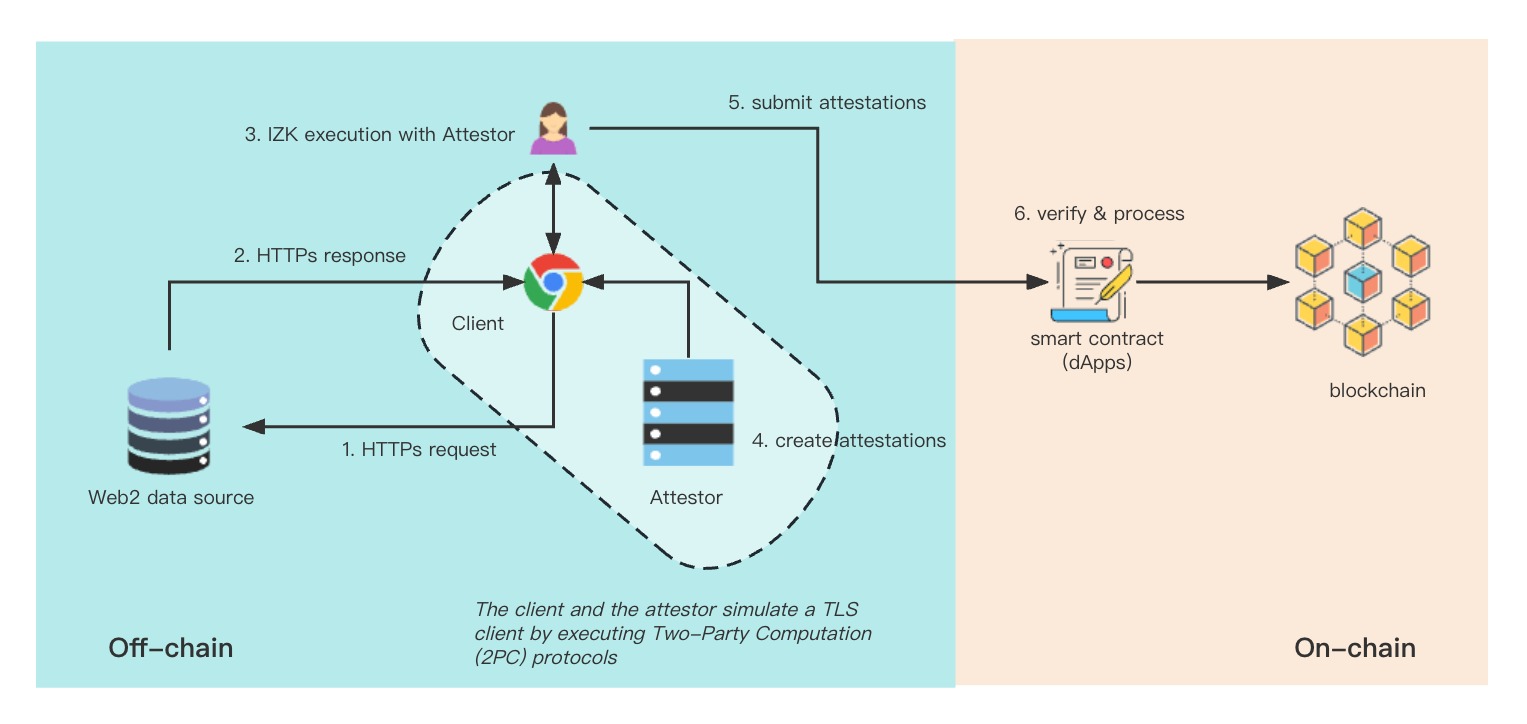 5. submit attestations
3. IZK execution with Attestor
6. verify & process
2. HTTPs response
Client
smart contract
(dApps)
blockchain
4. create attestations
1. HTTPs request
Web2 data source
Attestor
The client and the attestor simulate a TLS
client by executing Two-Party Computation
(2PC) protocols
Off-chain
On-chain